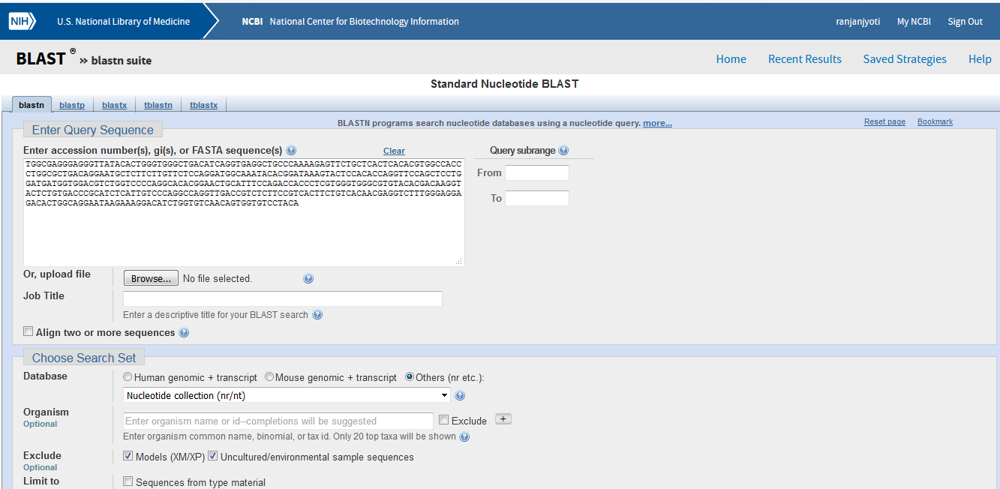 NIH U.S. National Library of Medicine NCBI National Center for Biotechnology Information ranjanjyoti My NCBI Sign Out
BLAST ® » blastn suite Home Recent Results Saved Strategies Help
Standard Nucleotide BLAST
blastn blastp blastx tblastn tblastx
BLASTN programs search nucleotide databases using a nucleotide query. more... Reset page Bookmark
Enter Query Sequence
Enter accession number(s), gi(s), or FASTA sequence(s) Clear Query subrange
TGGCGAGGGAGGGTTATACACTGGGTGGGCTGACATCAGGTGAGGCTGCCCAAAAGAGTTCTGCTCACTCACACGTGGCCACC
CTGGCGCTGACAGGAATGCTCTTCTTGTTCTCCAGGATGGCAAATACACGGATAAAGTACTCCACACCAGGTTCCAGCTCCTG
GATGATGGTGGACGTCTGGTCCCCAGGCACACGGAACTGCATTTCCAGACCACCCTCGTGGGTGGGCGTGTACACGACAAGGT
ACTCTGTGACCCGCATCTCATTGTCCCAGGCCAGGTTGACCGTCTCTTCCGTCACTTCTGTCACAACGAGGTCTTTGGGAGGA
GACACTGGCAGGAATAAGAAAGGACATCTGGTGTCAACAGTGGTGTCCTACA
From
To
Or, upload file Browse... No file selected.
Job Title
Enter a descriptive title for your BLAST search
Align two or more sequences
Choose Search Set
Database Human genomic + transcript Mouse genomic + transcript Others (nr etc.):
Nucleotide collection (nr/nt)
Organism
Optional
Enter organism name or id--completions will be suggested Exclude +
Enter organism common name, binomial, or tax id. Only 20 top taxa will be shown
Exclude Models (XM/XP) Uncultured/environmental sample sequences
Optional
Limit to Sequences from type material